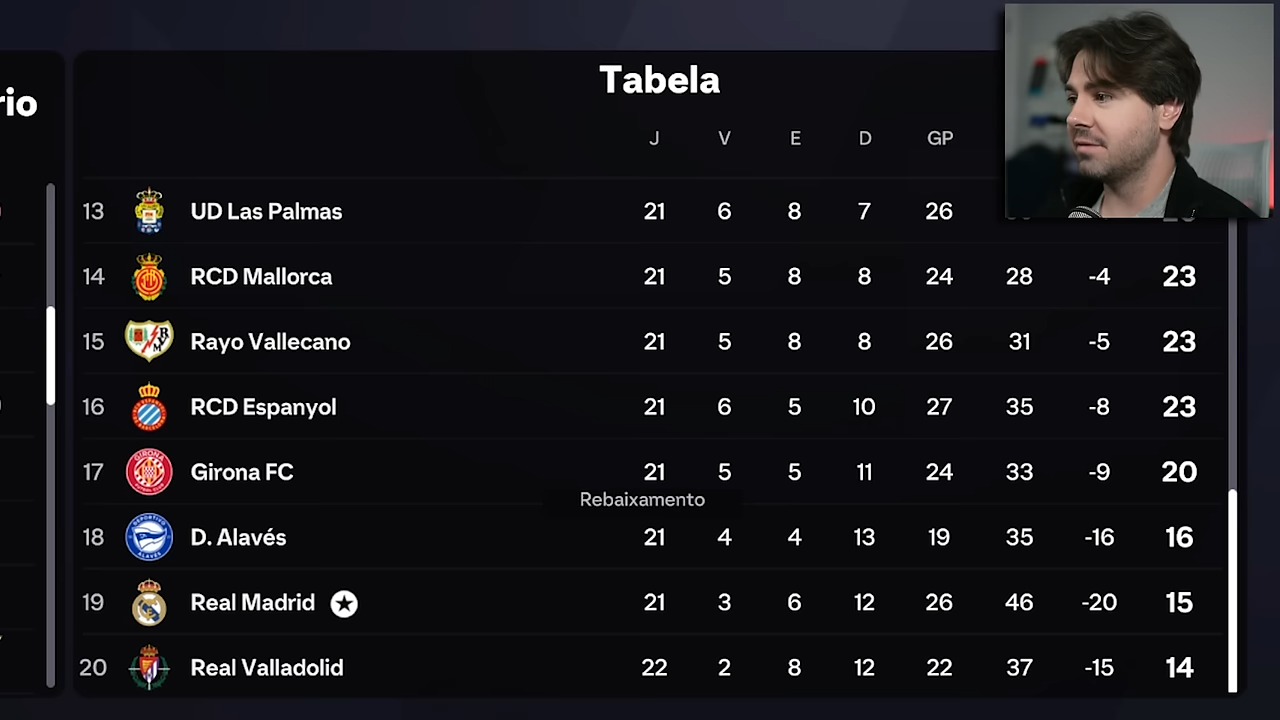 rio
Tabela
J V E D GP
13 UD Las Palmas 21 6 8 7 26
14 RCD Mallorca 21 5 8 8 24 28 -4 23
15 Rayo Vallecano 21 5 8 8 26 31 -5 23
16 RCD Espanyol 21 6 5 10 27 35 -8 23
17 Girona FC 21 5 5 11 24 33 -9 20
Rebaixamento
18 D. Alavés 21 4 4 13 19 35 -16 16
19 Real Madrid 21 3 6 12 26 46 -20 15
20 Real Valladolid 22 2 8 12 22 37 -15 14